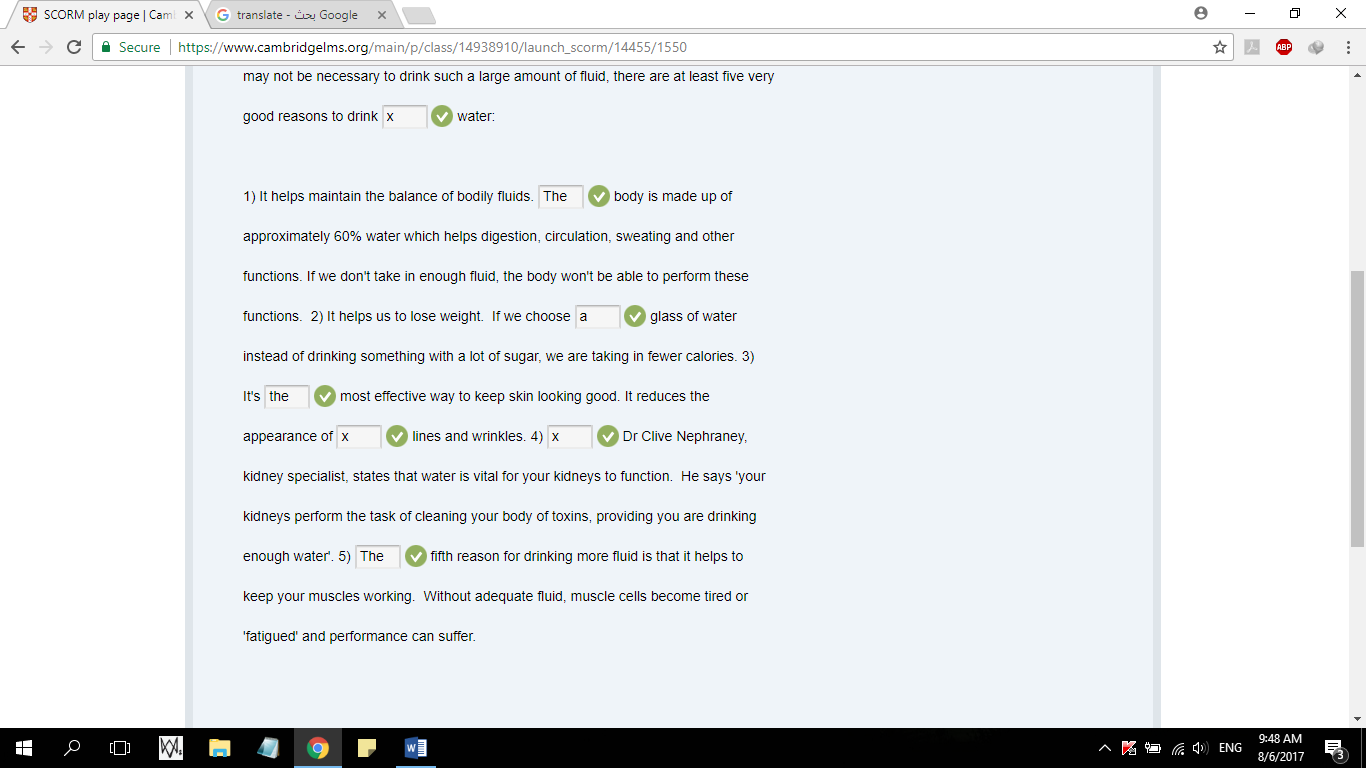 SCORM play page | Cam
translate - بحث Google
Secure https://www.cambridgelms.org/main/p/class/14938910/launch_scorm/14455/1550
ABP
may not be necessary to drink such a large amount of fluid, there are at least five very
good reasons to drink x water:
1) It helps maintain the balance of bodily fluids. The body is made up of
approximately 60% water which helps digestion, circulation, sweating and other
functions. If we don't take in enough fluid, the body won't be able to perform these
functions. 2) It helps us to lose weight. If we choose a glass of water
instead of drinking something with a lot of sugar, we are taking in fewer calories. 3)
It's the most effective way to keep skin looking good. It reduces the
appearance of x lines and wrinkles. 4) x Dr Clive Nephraney,
kidney specialist, states that water is vital for your kidneys to function. He says 'your
kidneys perform the task of cleaning your body of toxins, providing you are drinking
enough water'. 5) The fifth reason for drinking more fluid is that it helps to
keep your muscles working. Without adequate fluid, muscle cells become tired or
'fatigued' and performance can suffer.
ENG
9:48 AM
8/6/2017
3